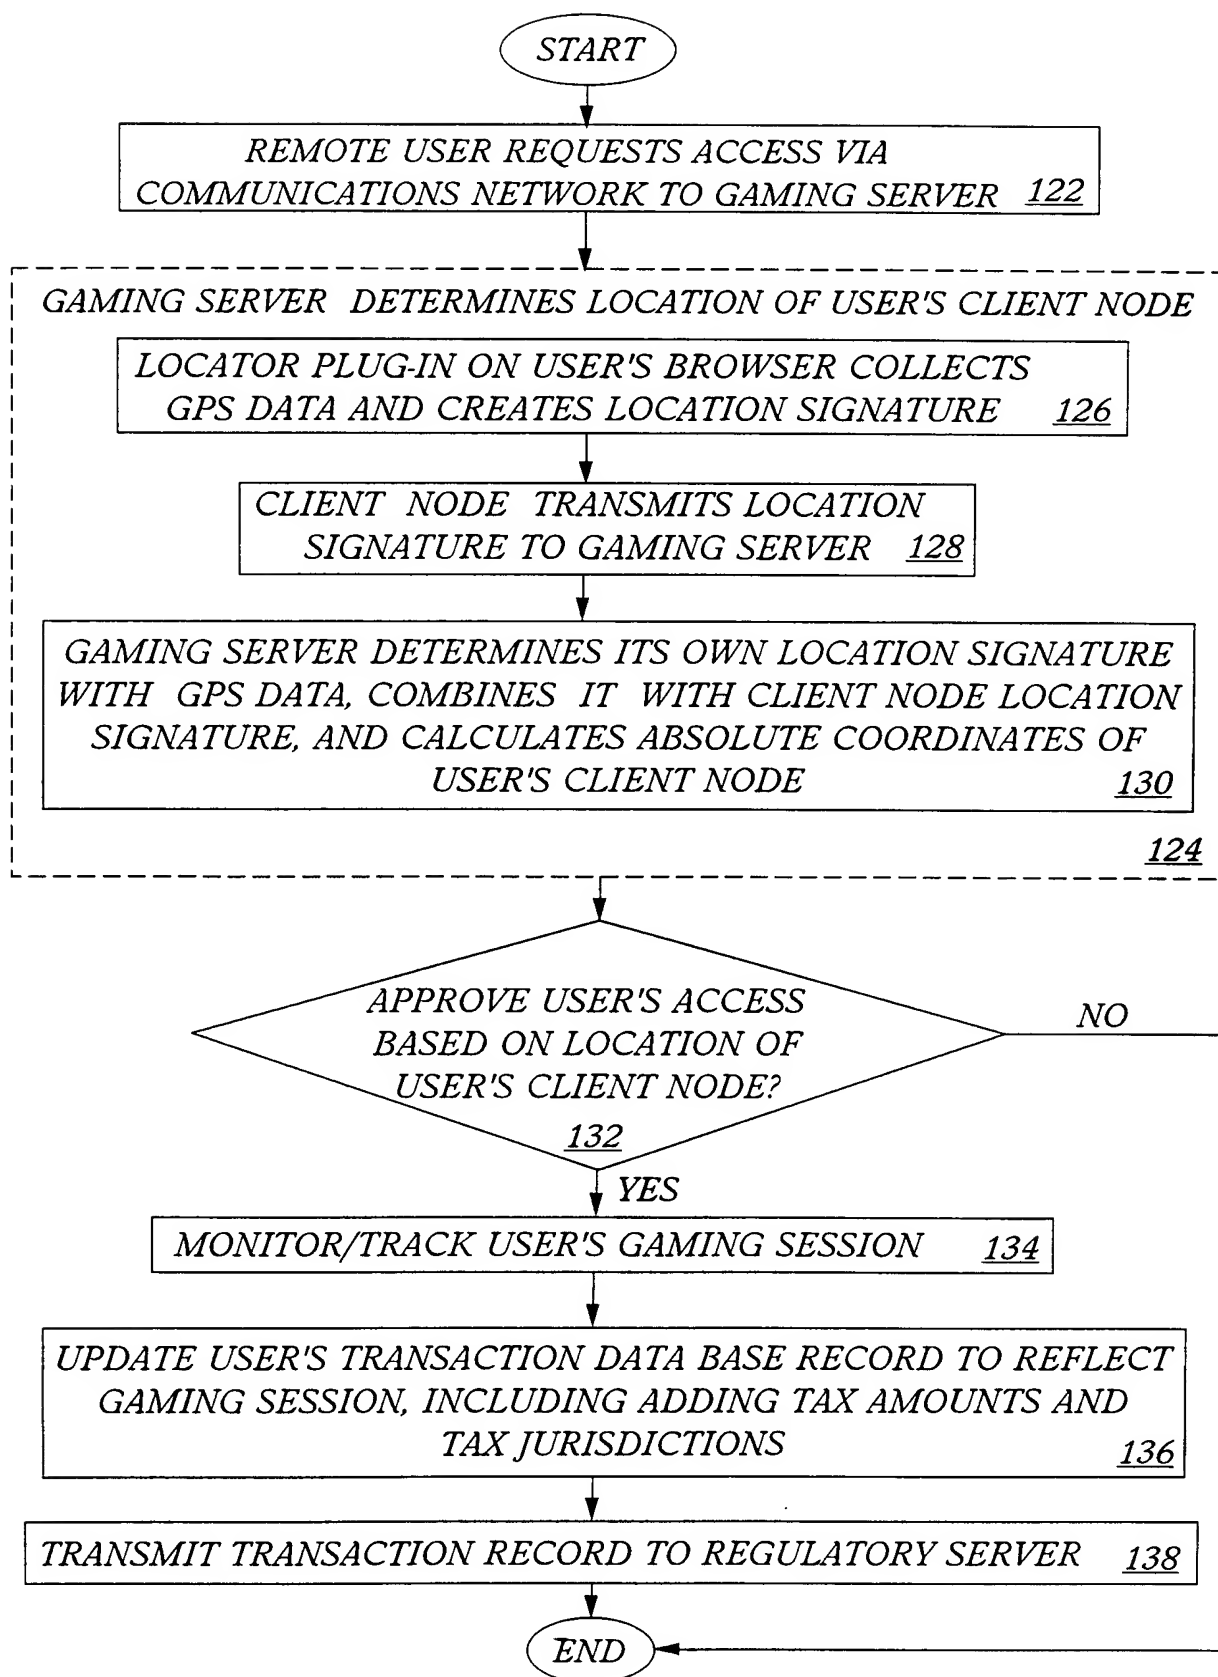 START
REMOTE USER REQUESTS ACCESS VIA
COMMUNICATIONS NETWORK TO GAMING SERVER 122
GAMING SERVER DETERMINES LOCATION OF USER'S CLIENT NODE
LOCATOR PLUG-IN ON USER'S BROWSER COLLECTS
GPS DATA AND CREATES LOCATION SIGNATURE 126
CLIENT NODE TRANSMITS LOCATION
SIGNATURE TO GAMING SERVER 128
GAMING SERVER DETERMINES ITS OWN LOCATION SIGNATURE
WITH GPS DATA, COMBINES IT WITH CLIENT NODE LOCATION
SIGNATURE, AND CALCULATES ABSOLUTE COORDINATES OF
USER'S CLIENT NODE 130
124
APPROVE USER'S ACCESS
BASED ON LOCATION OF
USER'S CLIENT NODE?
132
NO
YES
MONITOR/TRACK USER'S GAMING SESSION 134
UPDATE USER'S TRANSACTION DATA BASE RECORD TO REFLECT
GAMING SESSION, INCLUDING ADDING TAX AMOUNTS AND
TAX JURISDICTIONS 136
TRANSMIT TRANSACTION RECORD TO REGULATORY SERVER 138
END